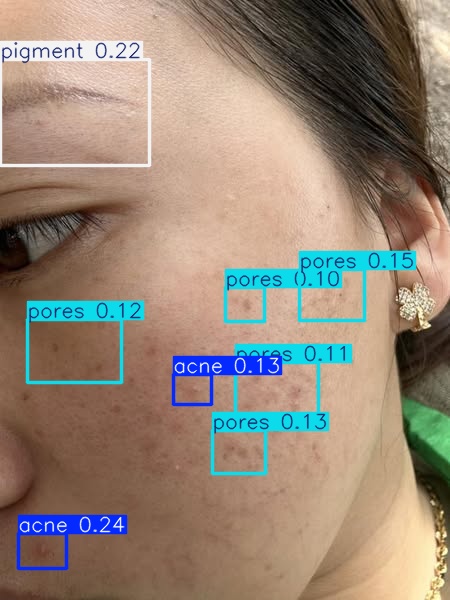 pigment 0.22
pores 0.15
pores 0.10
pores 0.12
pores 0.11
acne 0.13
pores 0.13
acne 0.24